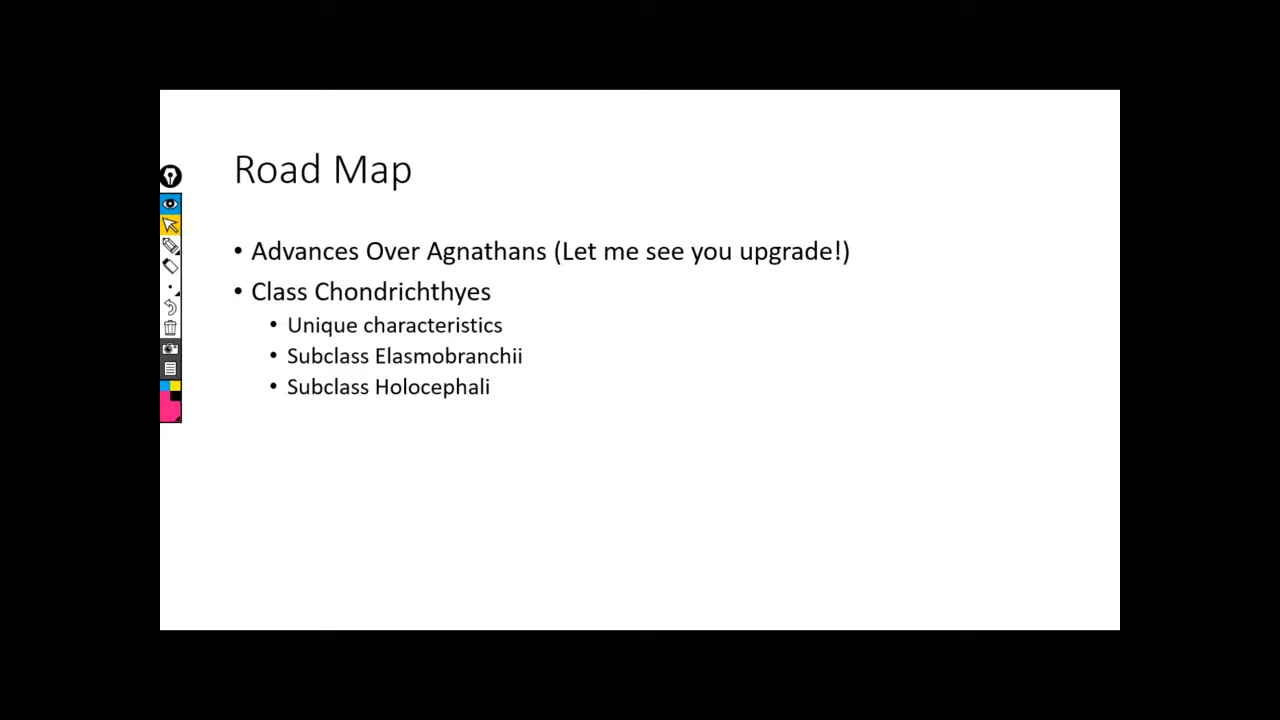 Road Map
• Advances Over Agnathans (Let me see you upgrade!)
• Class Chondrichthyes
• Unique characteristics
• Subclass Elasmobranchii
• Subclass Holocephali